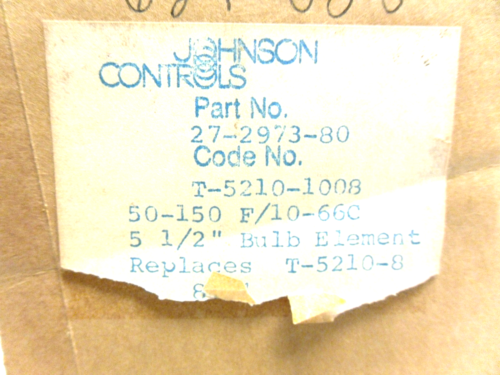 JOHNSON
CONTROLS
Part No.
27-2973-80
Code No.
T-5210-1008
50-150 F/10-66C
5 1/2" Bulb Element
Replaces T-5210-8